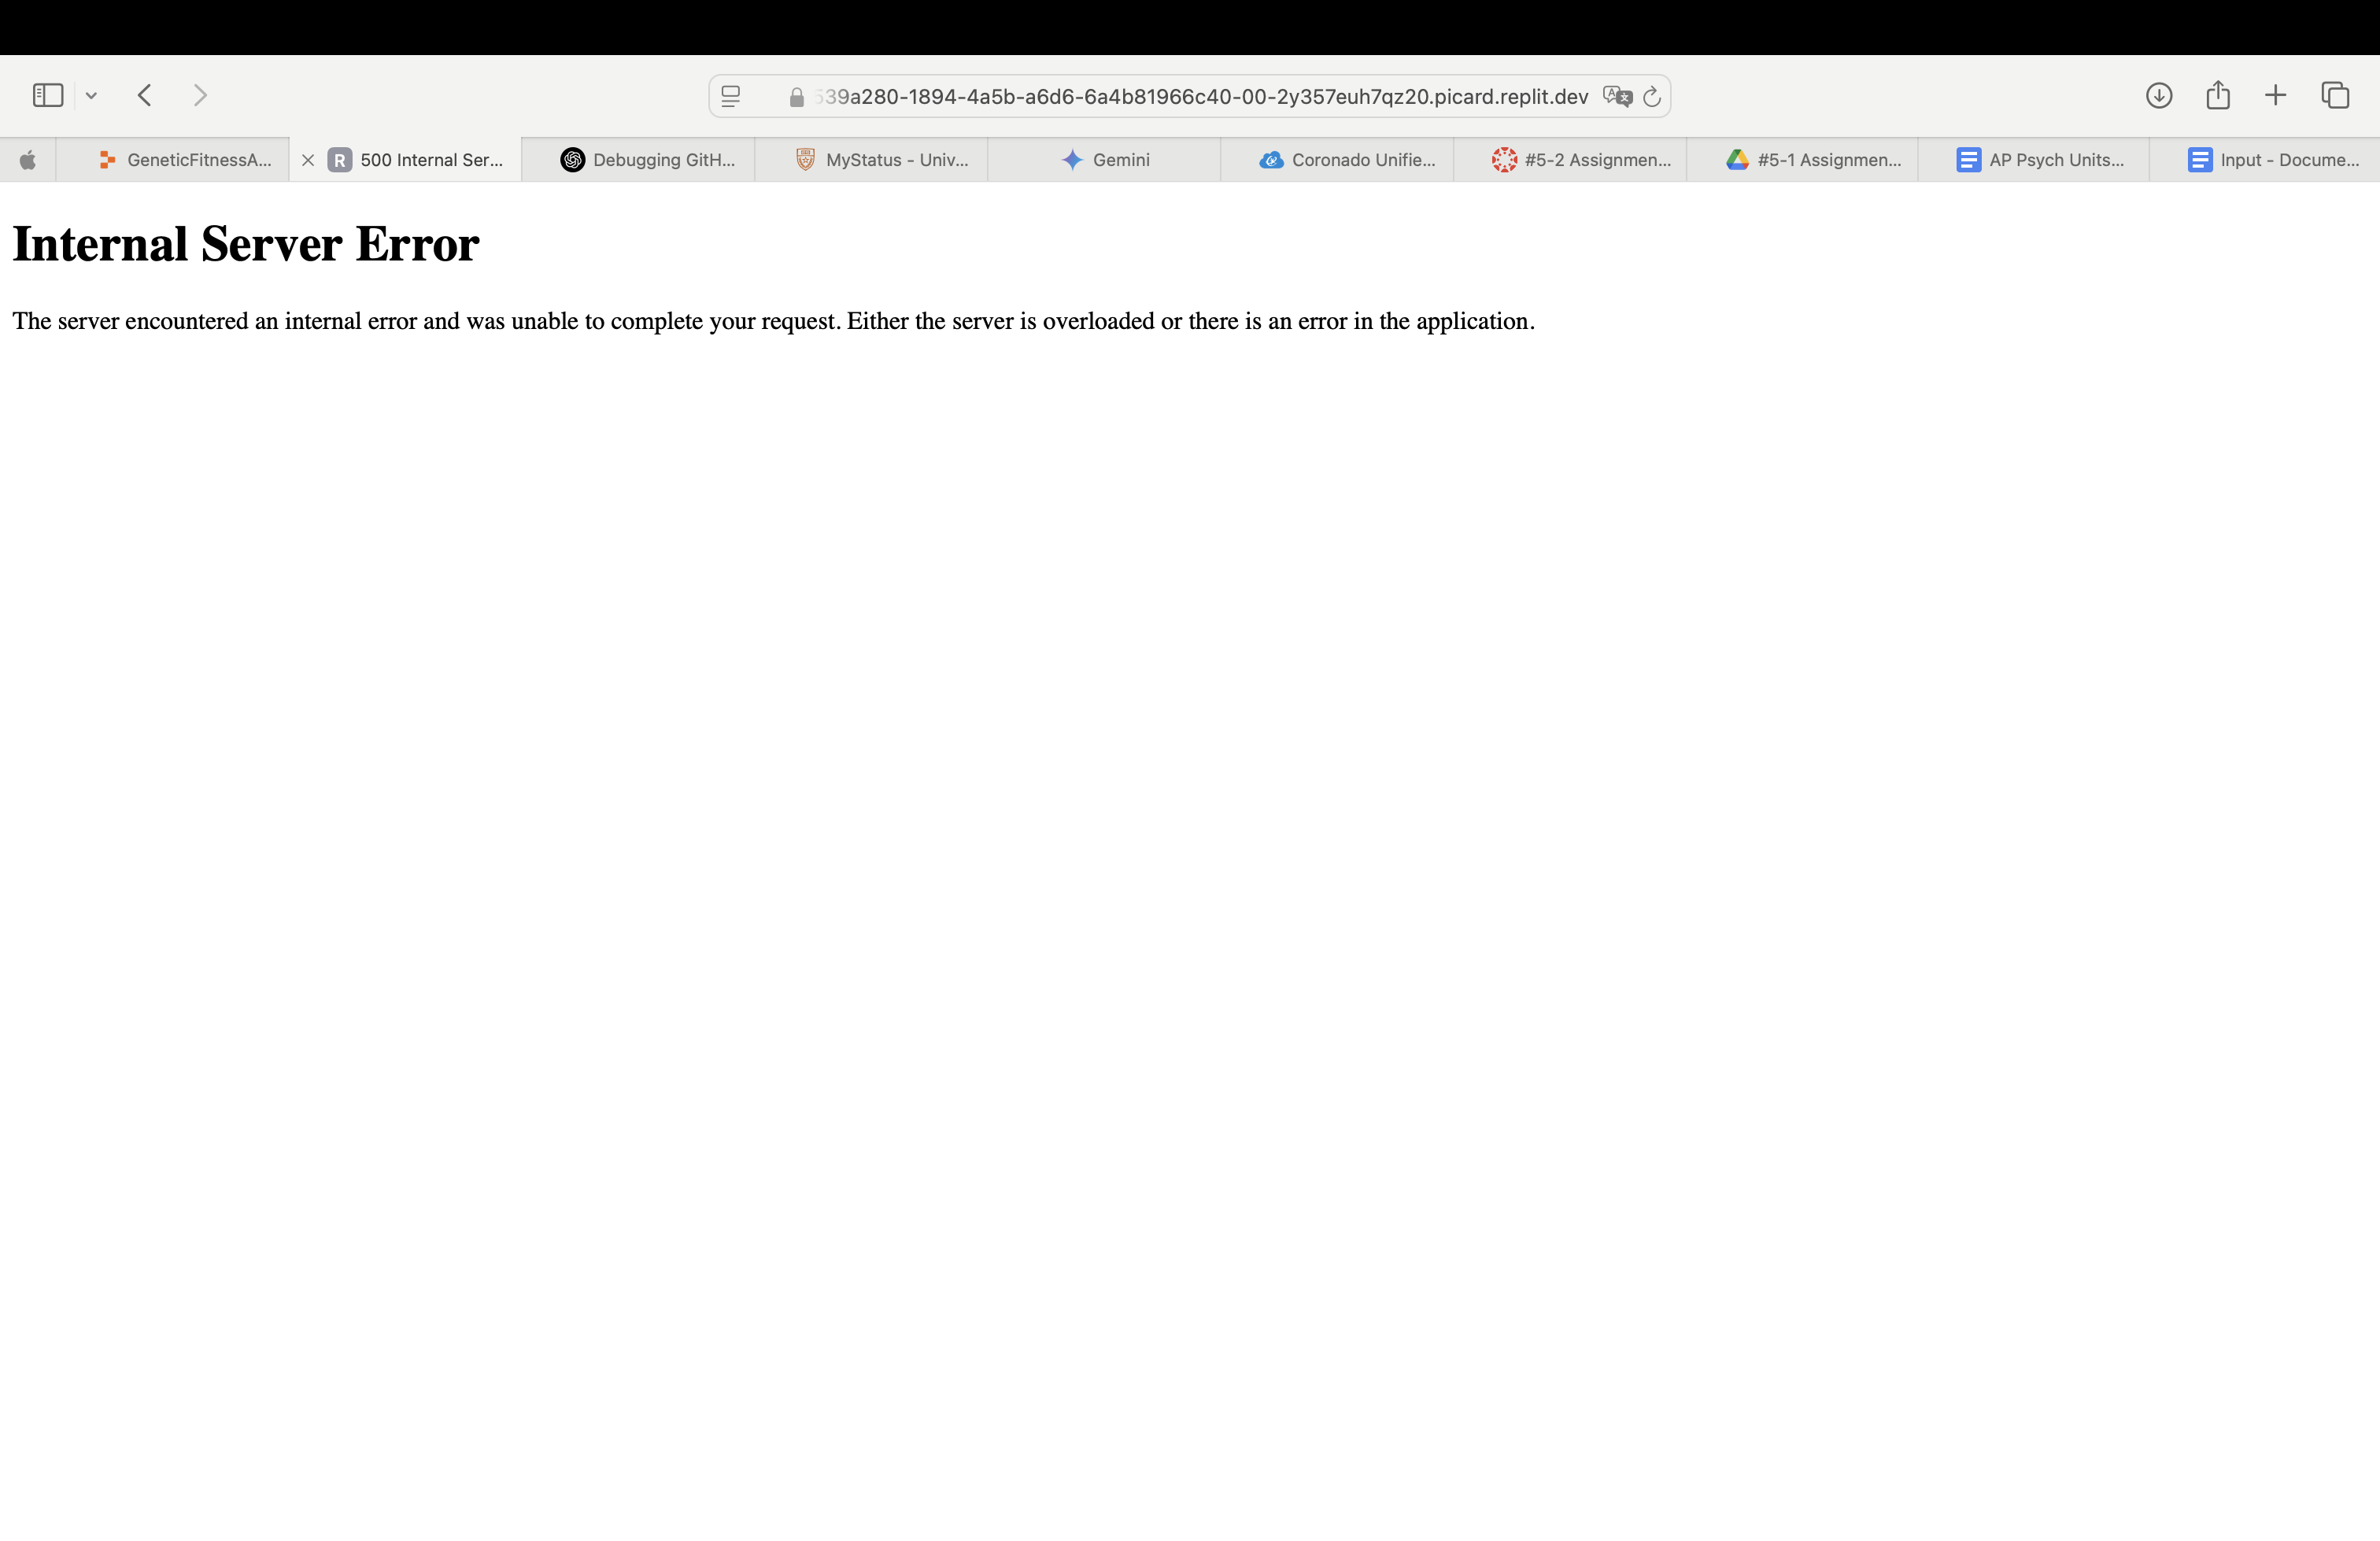 539a280-1894-4a5b-a6d6-6a4b81966c40-00-2y357euh7qz20.picard.replit.dev
GeneticFitnessA...
R 500 Internal Ser...
Debugging GitH...
MyStatus - Univ...
Gemini
Coronado Unifie...
#5-2 Assignmen...
#5-1 Assignmen...
AP Psych Units...
Input - Docume...
Internal Server Error
The server encountered an internal error and was unable to complete your request. Either the server is overloaded or there is an error in the application.